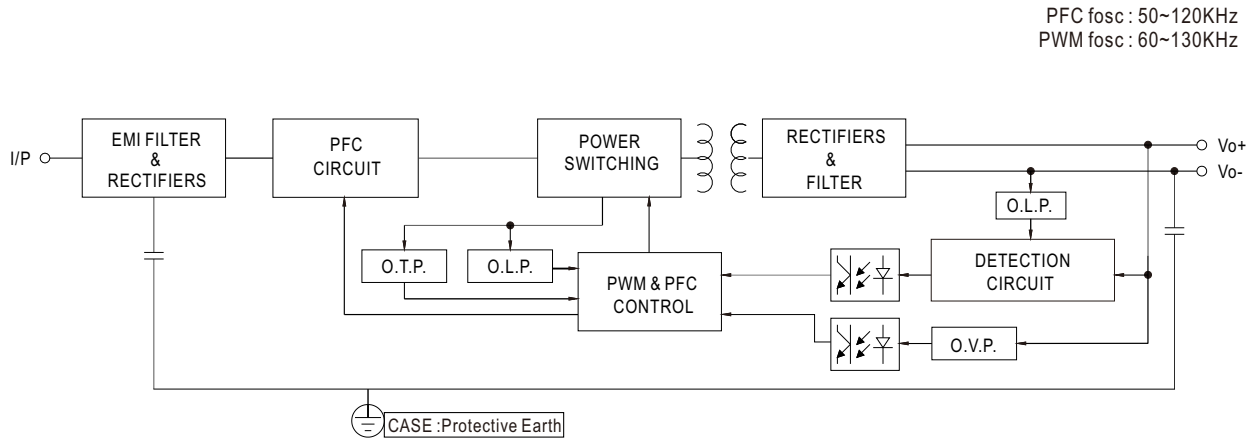 PFC fosc : 50~120KHz
PWM fosc : 60~130KHz
I/P
EMI FILTER
&
RECTIFIERS
PFC
CIRCUIT
POWER
SWITCHING
RECTIFIERS
&
FILTER
Vo+
Vo-
O.L.P.
O.T.P.
O.L.P.
PWM & PFC
CONTROL
DETECTION
CIRCUIT
O.V.P.
CASE :Protective Earth